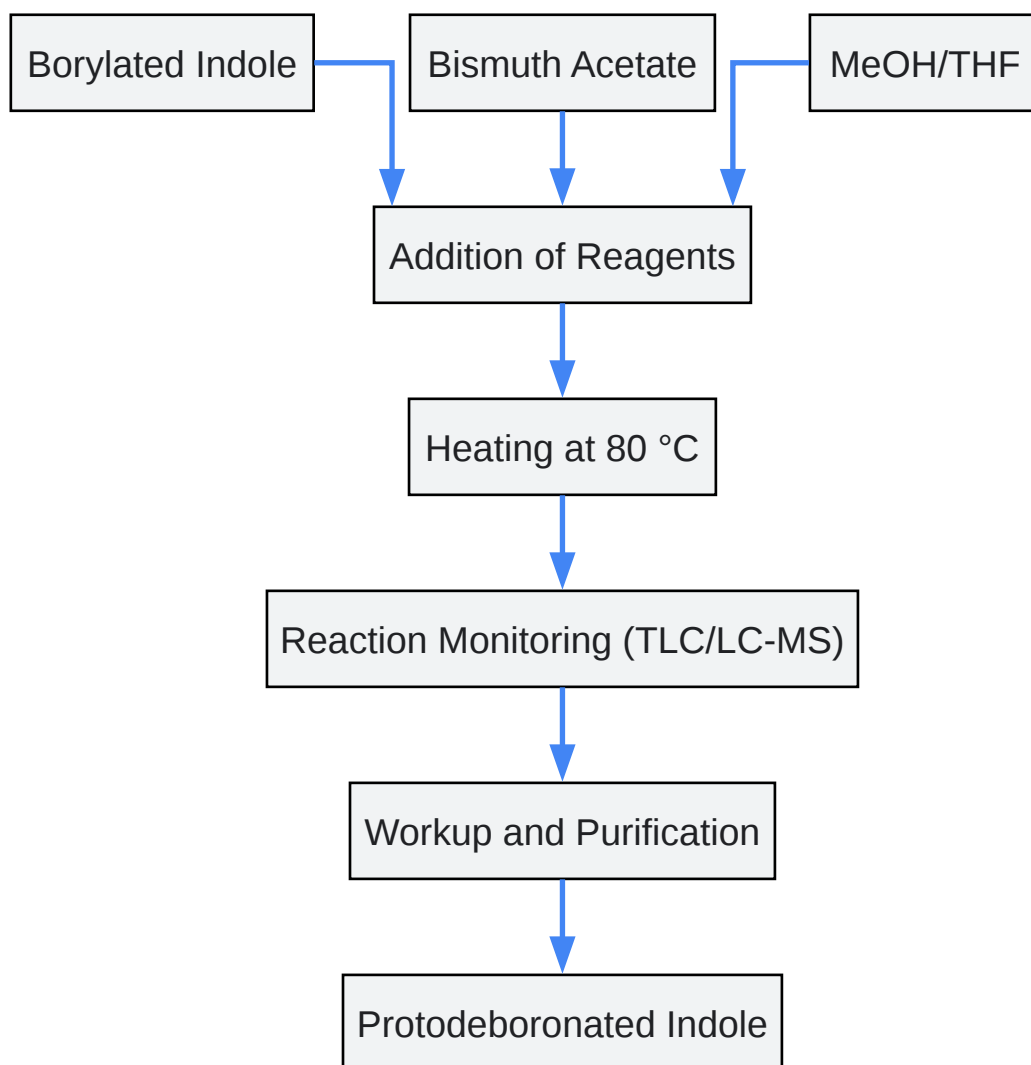 Borylated Indole
Bismuth Acetate
MeOH/THF
Addition of Reagents
Heating at 80 °C
Reaction Monitoring (TLC/LC-MS)
Workup and Purification
Protodeboronated Indole